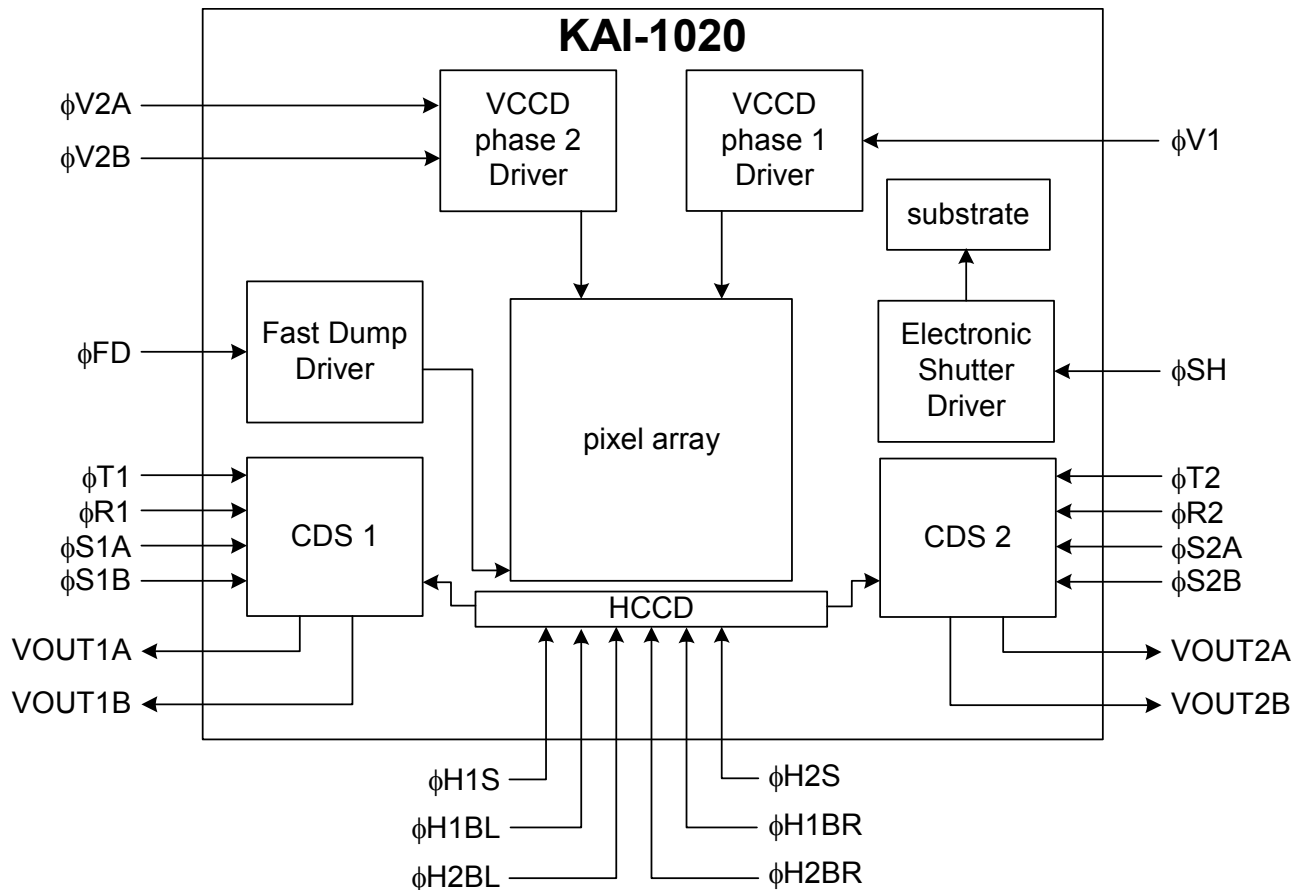 KAI-1020
VCCD
phase 2
Driver
VCCD
phase 1
Driver
ϕV2A
ϕV2B
ϕV1
substrate
Fast Dump
Driver
ϕFD
pixel array
Electronic
Shutter
Driver
ϕSH
ϕT1
ϕR1
ϕS1A
ϕS1B
CDS 1
CDS 2
ϕT2
ϕR2
ϕS2A
ϕS2B
HCCD
VOUT1A
VOUT1B
VOUT2A
VOUT2B
ϕH1S
ϕH1BL
ϕH2BL
ϕH2S
ϕH1BR
ϕH2BR